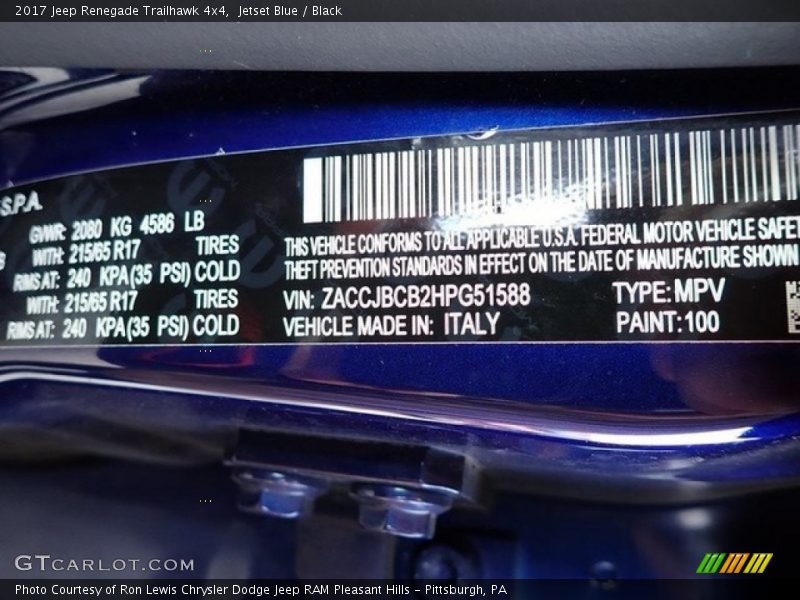 2017 Jeep Renegade Trailhawk 4x4,  Jetset Blue / Black
S.P.A.
GVWR: 2080 KG 4586 LB
WITH: 215/65 R17 TIRES
RIMS AT: 240 KPA(35 PSI) COLD
WITH: 215/65 R17 TIRES
RIMS AT: 240 KPA(35 PSI) COLD
THIS VEHICLE CONFORMS TO ALL APPLICABLE U.S.A. FEDERAL MOTOR VEHICLE SAFET
THEFT PREVENTION STANDARDS IN EFFECT ON THE DATE OF MANUFACTURE SHOWN
VIN: ZACCJBCB2HPG51588 TYPE: MPV
VEHICLE MADE IN: ITALY PAINT: 100
GTCARLOT.COM
Photo Courtesy of Ron Lewis Chrysler Dodge Jeep RAM Pleasant Hills - Pittsburgh, PA